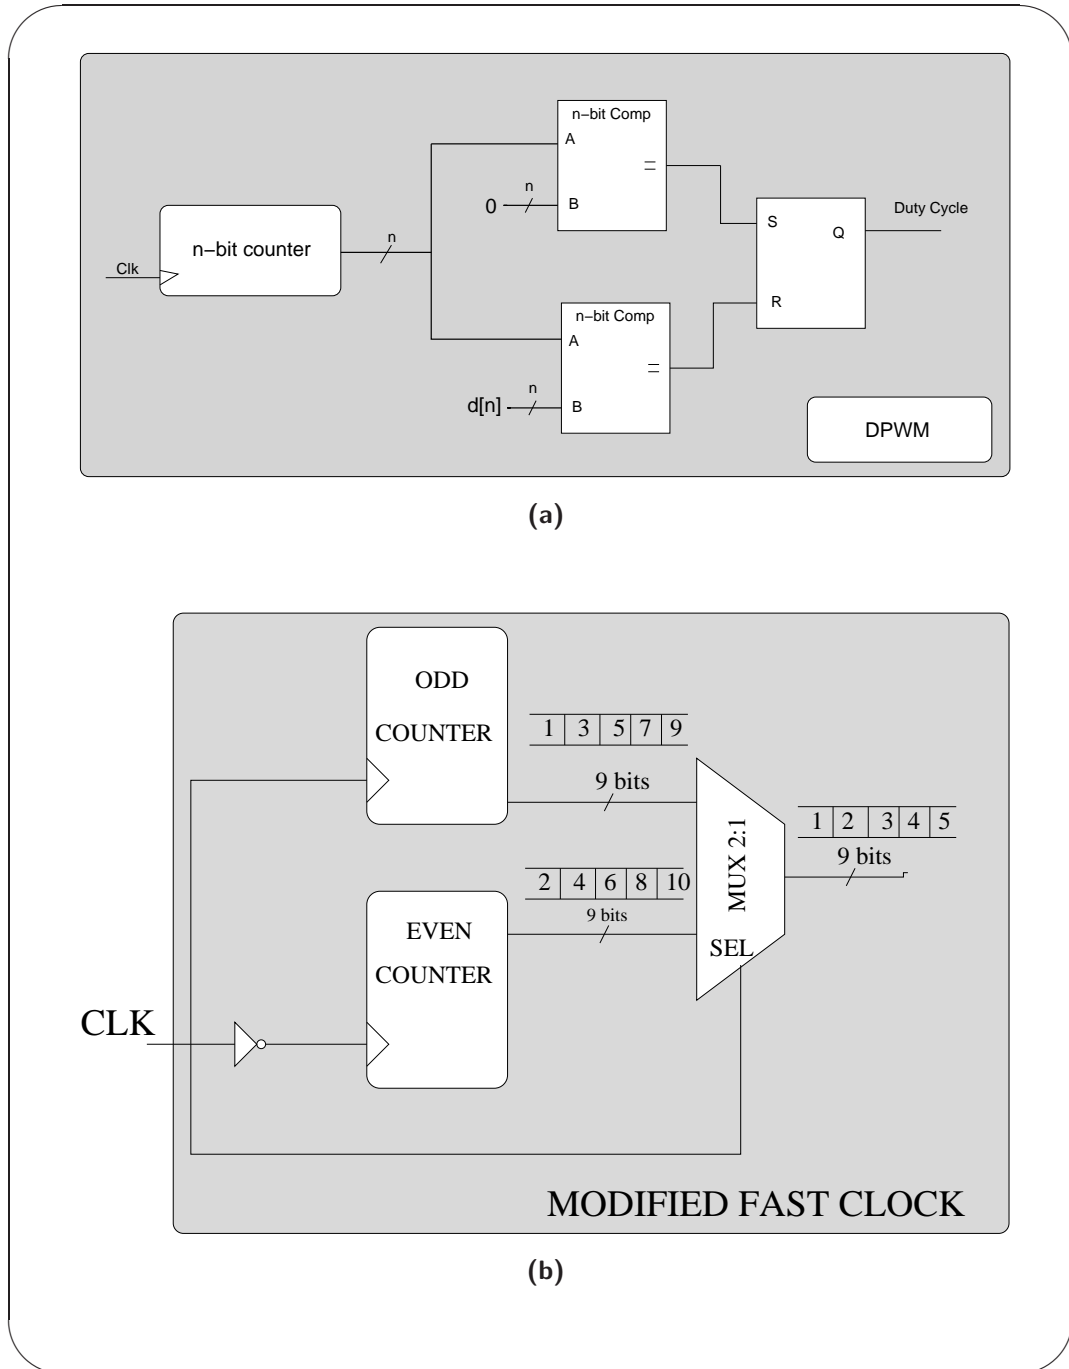 n−bit Comp
A
=
n
0
B
n−bit counter
n
Clk
S
Q
R
Duty Cycle
n−bit Comp
A
=
n
d[n]
B
DPWM
(a)
ODD
COUNTER
1 3 5 7 9
9 bits
MUX 2:1
SEL
1 2 3 4 5
9 bits
2 4 6 8 10
9 bits
EVEN
COUNTER
CLK
MODIFIED FAST CLOCK
(b)